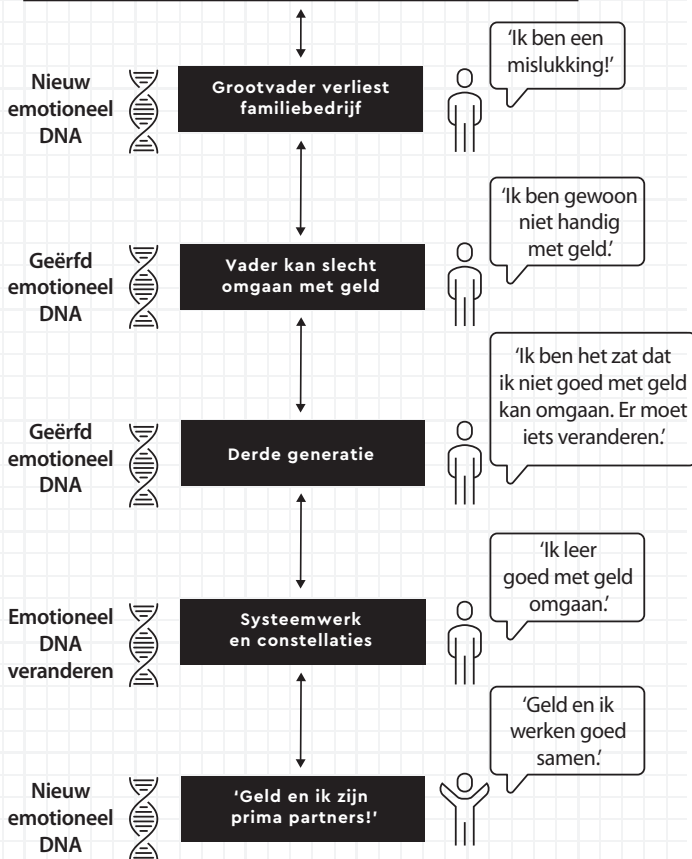 Nieuw
emotioneel
DNA
Grootvader verliest
familiebedrijf
'Ik ben een
mislukking!'
Geërfd
emotioneel
DNA
Vader kan slecht
omgaan met geld
'Ik ben gewoon
niet handig
met geld.'
Geërfd
emotioneel
DNA
Derde generatie
'Ik ben het zat dat
ik niet goed met geld
kan omgaan. Er moet
iets veranderen.'
Emotioneel
DNA
veranderen
Systeemwerk
en constellaties
'Ik leer
goed met geld
omgaan.'
Nieuw
emotioneel
DNA
'Geld en ik zijn
prima partners!'
'Geld en ik
werken goed
samen.'